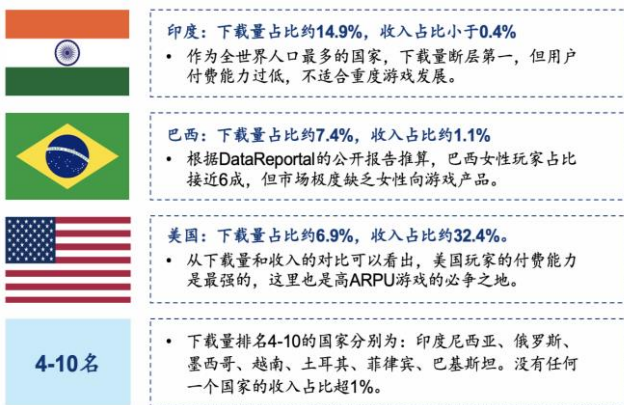 印度：下载量占比约14.9%，收入占比小于0.4%
• 作为全世界人口最多的国家，下载量断层第一，但用户
付费能力过低，不适合重度游戏发展。
巴西：下载量占比约7.4%，收入占比约1.1%
• 根据DataReportal的公开报告推算，巴西女性玩家占比
接近6成，但市场极度缺乏女性向游戏产品。
美国：下载量占比约6.9%，收入占比约32.4%。
• 从下载量和收入的对比可以看出，美国玩家的付费能力
是最强的，这里也是高ARPU游戏的必争之地。
4-10名
• 下载量排名4-10的国家分别为：印度尼西亚、俄罗斯、
墨西哥、越南、土耳其、菲律宾、巴基斯坦。没有任何
一个国家的收入占比超1%。